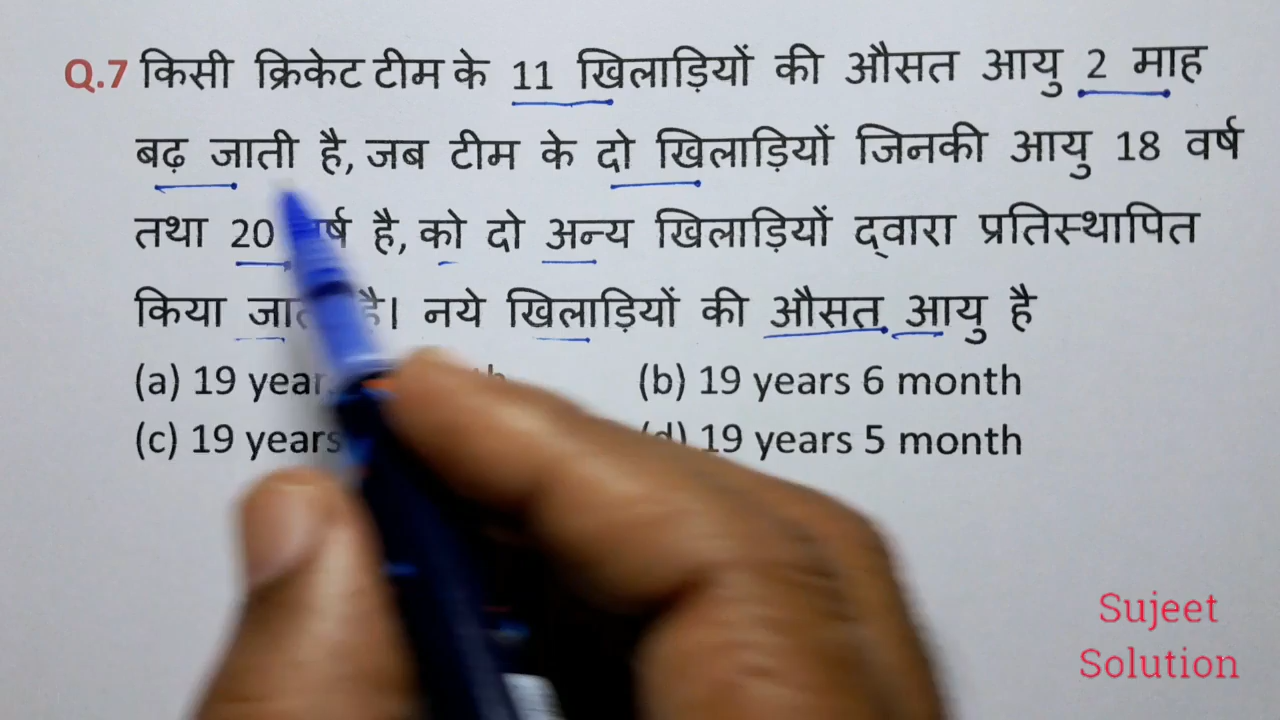 Q.7 किसी क्रिकेट टीम के 11 खिलाड़ियों की औसत आयु 2 माह
बढ़ जाती है, जब टीम के दो खिलाड़ियों जिनकी आयु 18 वर्ष
तथा 20 वर्ष है, को दो अन्य खिलाड़ियों द्वारा प्रतिस्थापित
किया है। नये खिलाड़ियों की औसत आयु है
(a) 19 (b) 19 years 6 month
(c) 19 years (d) 19 years 5 month
Sujeet
Solution